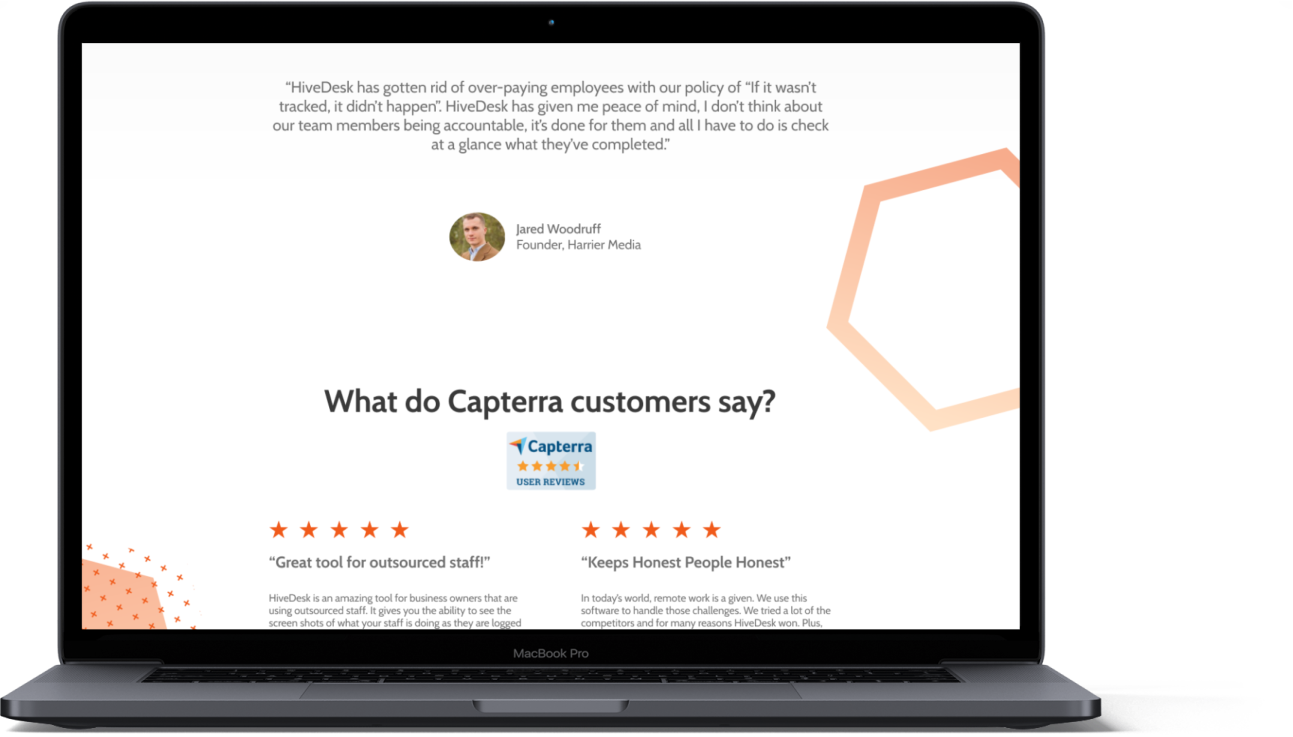 “HiveDesk has gotten rid of over-paying employees with our policy of “If it wasn’t
tracked, it didn’t happen”. HiveDesk has given me peace of mind, I don’t think about
our team members being accountable, it’s done for them and all I have to do is check
at a glance what they’ve completed.”
Jared Woodruff
Founder, Harrier Media
What do Capterra customers say?
Capterra
USER REVIEWS
“Great tool for outsourced staff!”
HiveDesk is an amazing tool for business owners that are
using outsourced staff. It gives you the ability to see the
screen shots of what your staff is doing as they are logged
“Keeps Honest People Honest”
In today’s world, remote work is a given. We use this
software to handle those challenges. We tried a lot of the
competitors and for many reasons HiveDesk won. Plus,
MacBook Pro